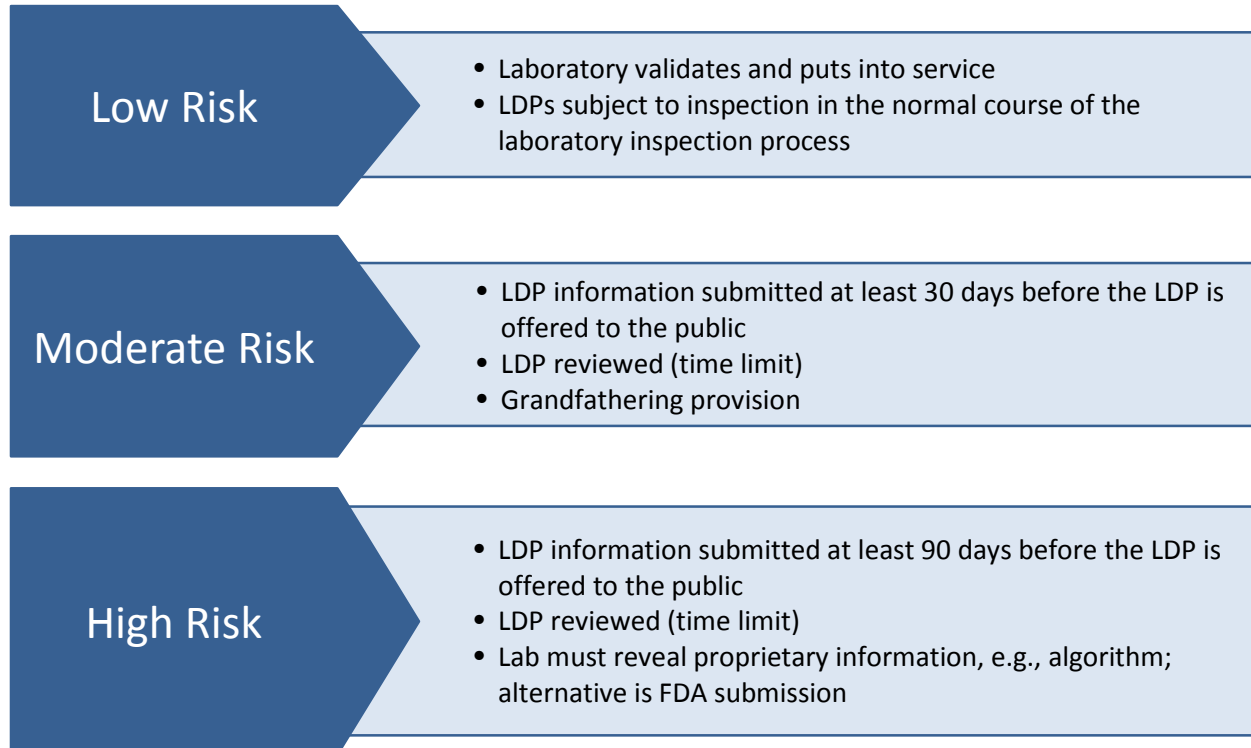 Low Risk
• Laboratory validates and puts into service
• LDPs subject to inspection in the normal course of the
laboratory inspection process
Moderate Risk
• LDP information submitted at least 30 days before the LDP is
offered to the public
• LDP reviewed (time limit)
• Grandfathering provision
High Risk
• LDP information submitted at least 90 days before the LDP is
offered to the public
• LDP reviewed (time limit)
• Lab must reveal proprietary information, e.g., algorithm;
alternative is FDA submission